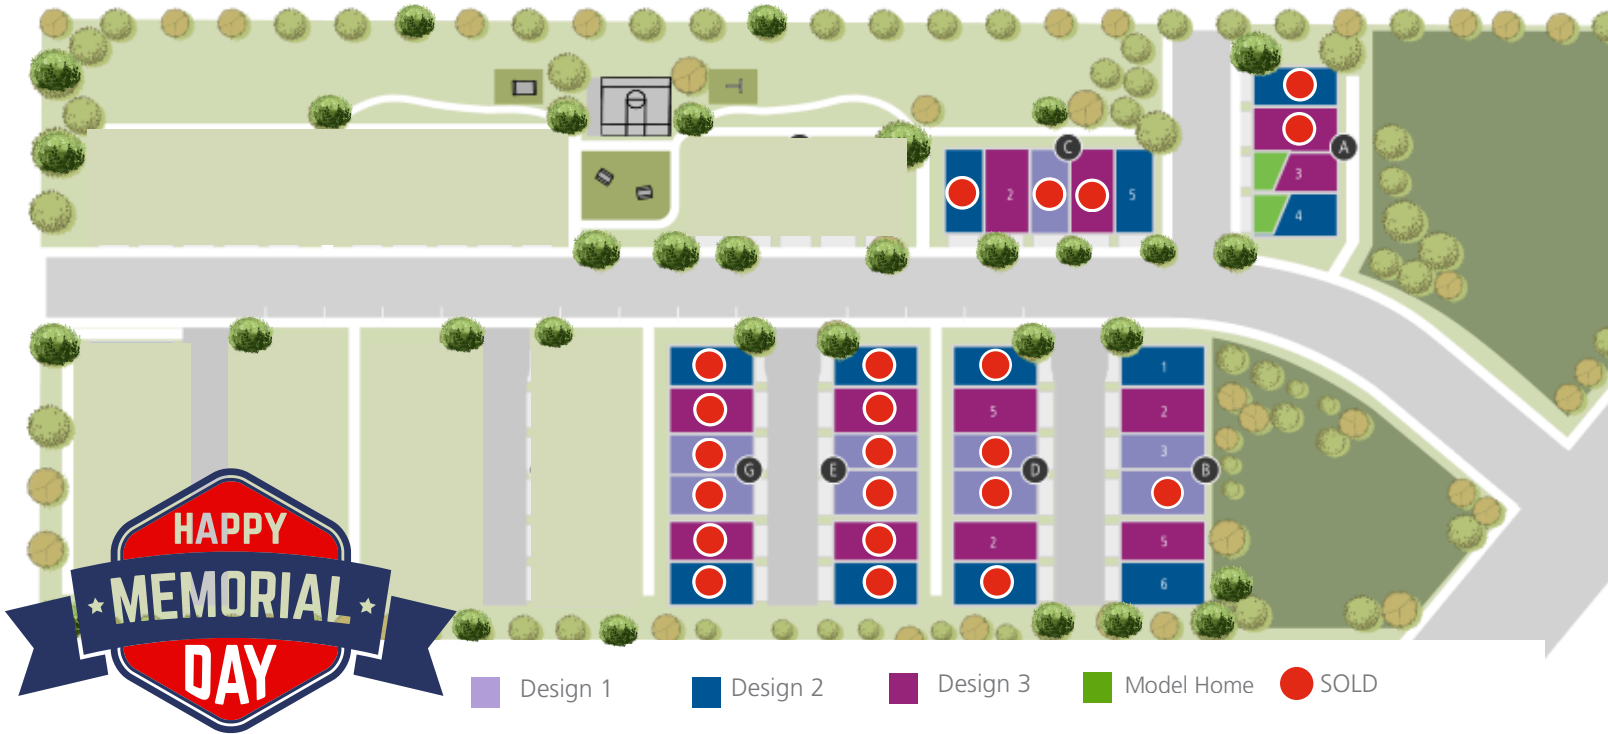 A
3
4
C
2
5
1
5
2
3
G
E
D
B
2
5
6
HAPPY
MEMORIAL
DAY
Design 1
Design 2
Design 3
Model Home
SOLD